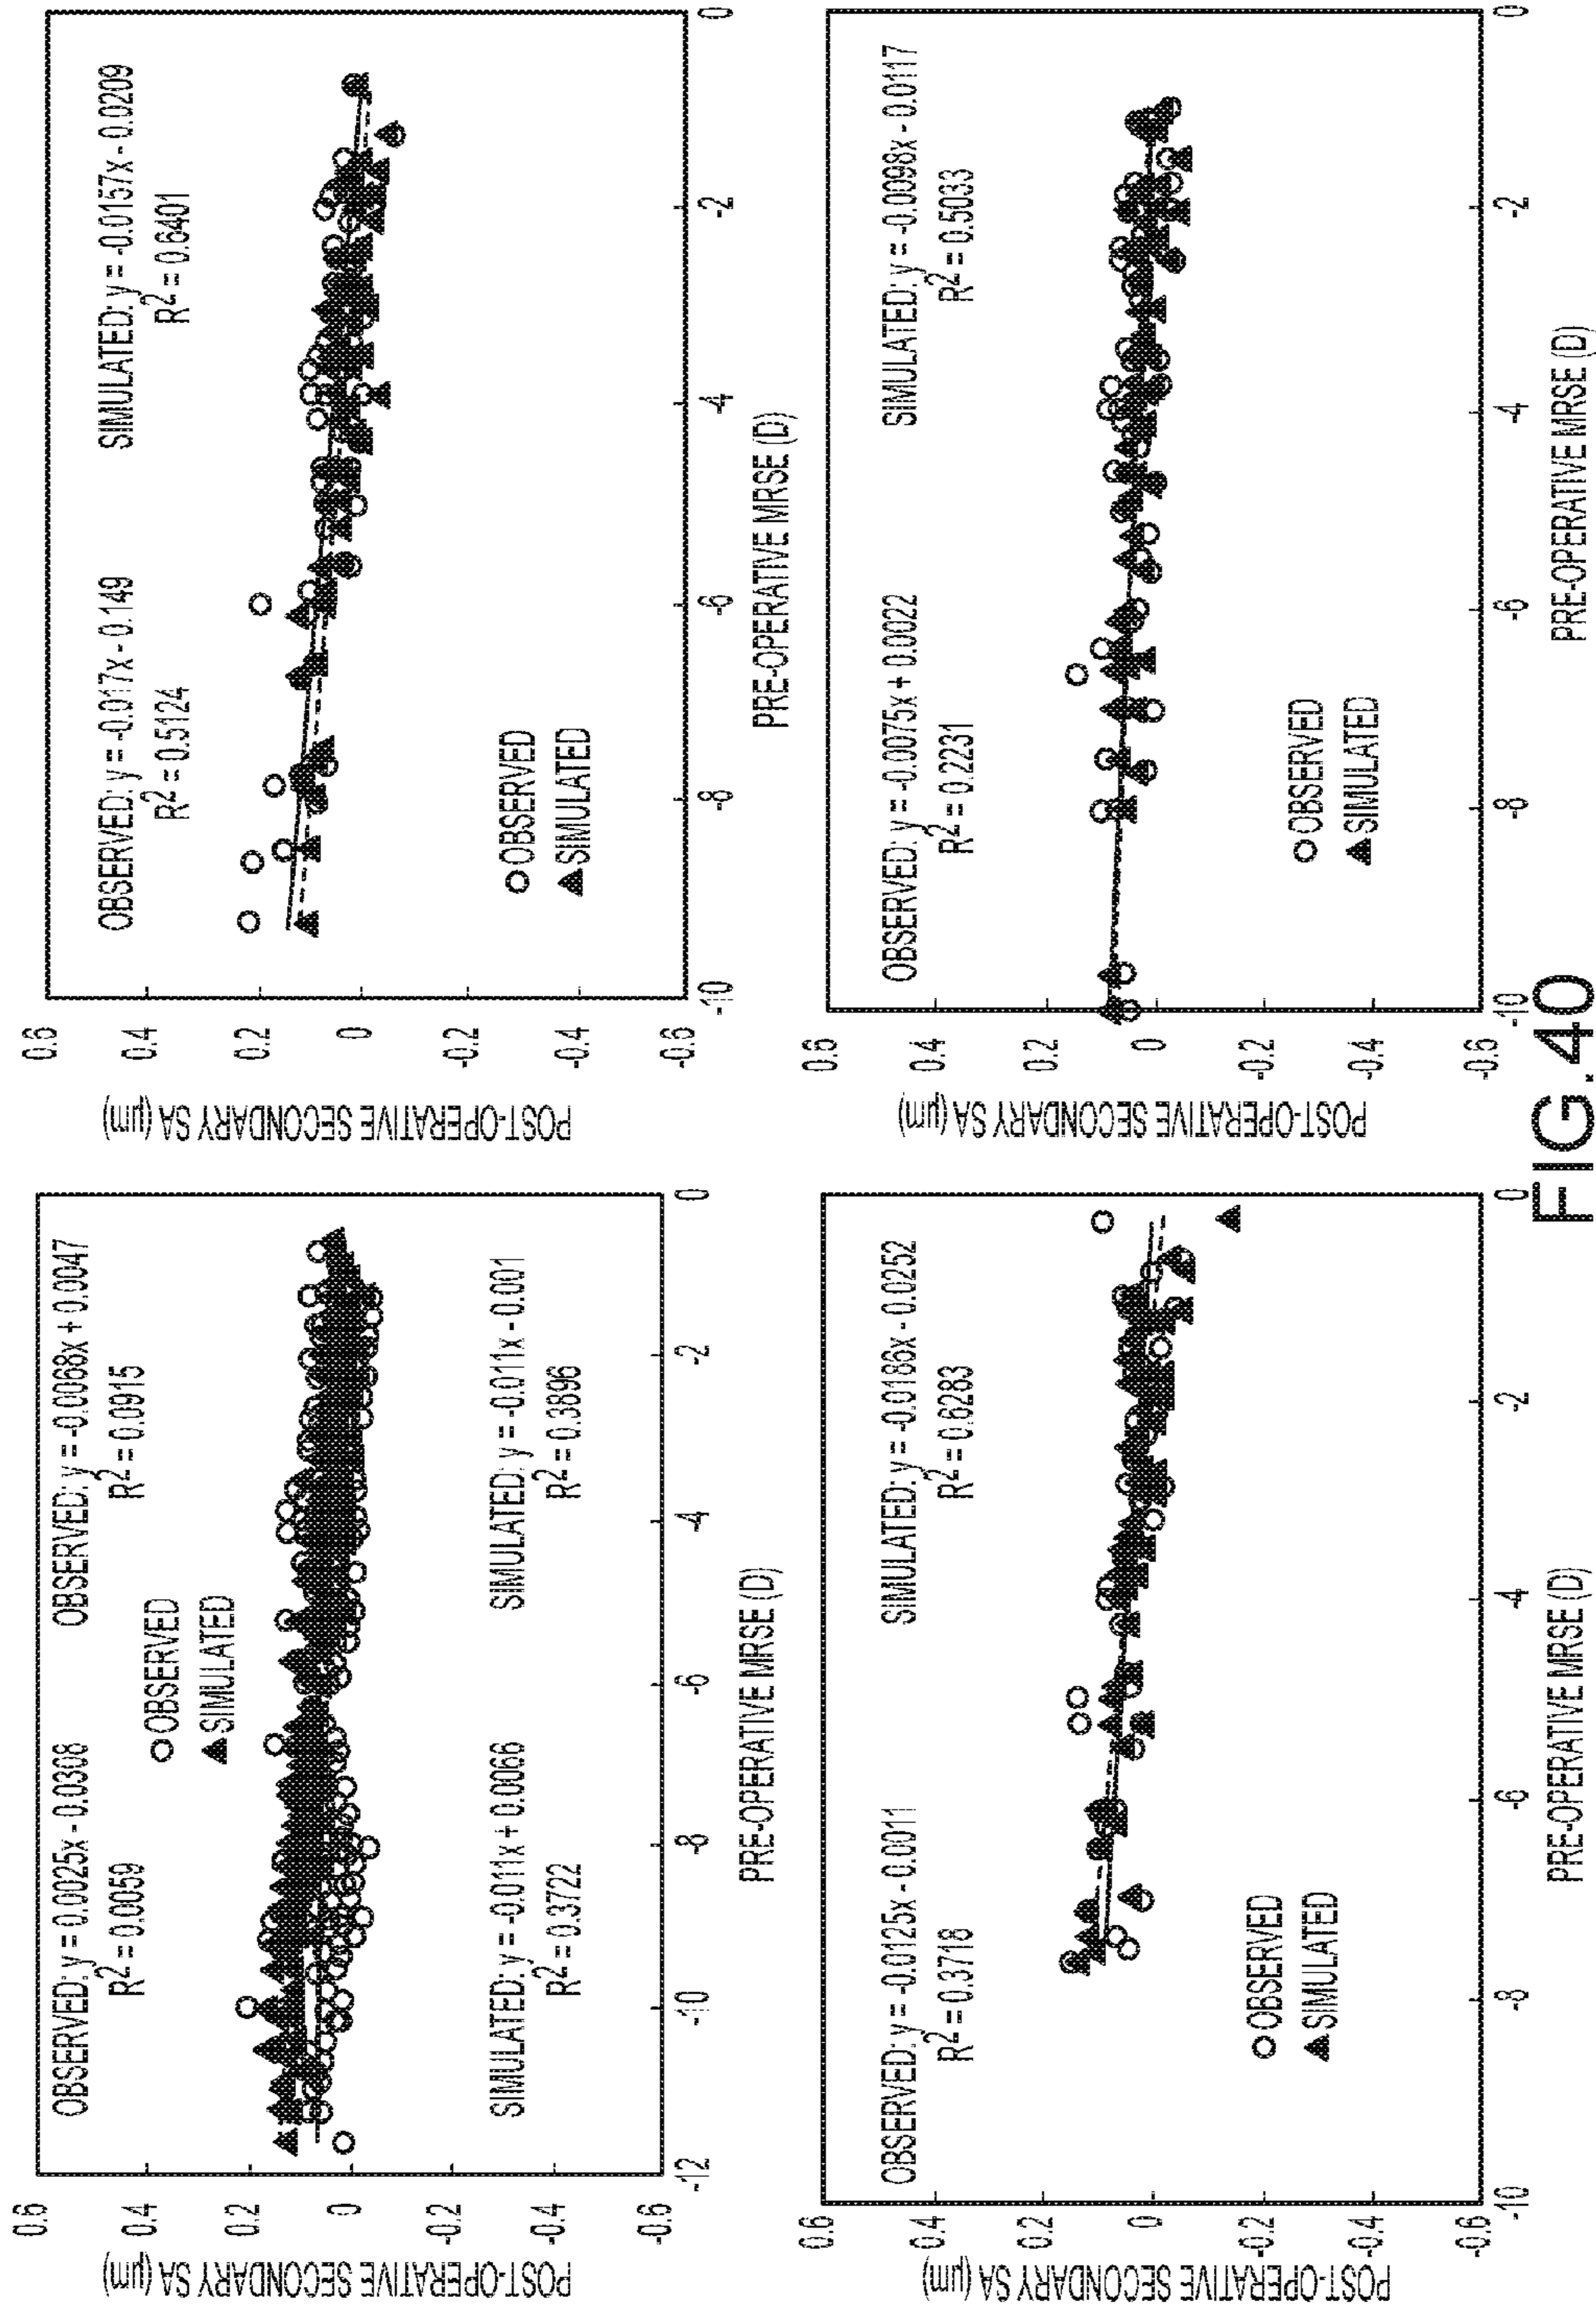 OBSERVED: y = 0.0025x - 0.0308
R² = 0.0059
OBSERVED: y = -0.0068x + 0.0047
R² = 0.0915
OBSERVED
SIMULATED
SIMULATED: y = -0.011x + 0.0066
R² = 0.3722
SIMULATED: y = -0.011x - 0.001
R² = 0.3896
POST-OPERATIVE SECONDARY SA (µm)
0.6
0.4
0.2
0
-0.2
-0.4
-0.6
-12 -10 -8 -6 -4 -2 0
PRE-OPERATIVE MRSE (D)
OBSERVED: y = -0.017x - 0.149
R² = 0.5124
SIMULATED: y = -0.0157x - 0.0209
R² = 0.6401
OBSERVED
SIMULATED
POST-OPERATIVE SECONDARY SA (µm)
0.6
0.4
0.2
0
-0.2
-0.4
-0.6
-10 -8 -6 -4 -2 0
PRE-OPERATIVE MRSE (D)
OBSERVED: y = -0.0125x - 0.0011
R² = 0.3718
SIMULATED: y = -0.0186x - 0.0252
R² = 0.6283
OBSERVED
SIMULATED
POST-OPERATIVE SECONDARY SA (µm)
0.6
0.4
0.2
0
-0.2
-0.4
-0.6
-10 -8 -6 -4 -2 0
PRE-OPERATIVE MRSE (D)
OBSERVED: y = -0.0075x + 0.0022
R² = 0.2231
SIMULATED: y = -0.0098x - 0.0117
R² = 0.5033
OBSERVED
SIMULATED
POST-OPERATIVE SECONDARY SA (µm)
0.6
0.4
0.2
0
-0.2
-0.4
-0.6
-10 -8 -6 -4 -2 0
PRE-OPERATIVE MRSE (D)
FIG.40